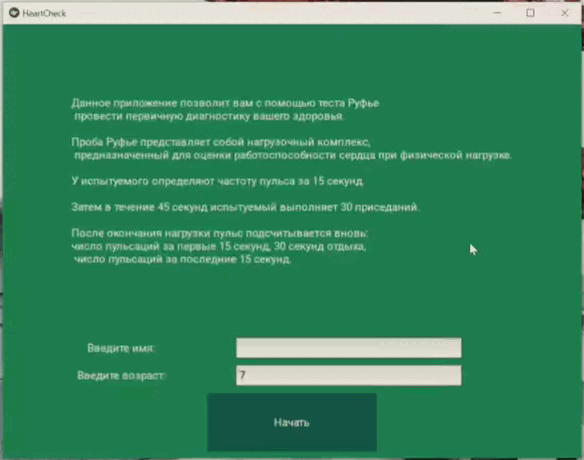 HeartCheck
Данное приложение позволит вам с помощью теста Руфье
провести первичную диагностику вашего здоровья.
Проба Руфье представляет собой нагрузочный комплекс,
предназначенный для оценки работоспособности сердца при физической нагрузке.
У испытуемого определяют частоту пульса за 15 секунд.
Затем в течение 45 секунд испытуемый выполняет 30 приседаний.
После окончания нагрузки пульс подсчитывается вновь:
число пульсаций за первые 15 секунд, 30 секунд отдыха,
число пульсаций за последние 15 секунд.
Введите имя:
Введите возраст:
7
Начать